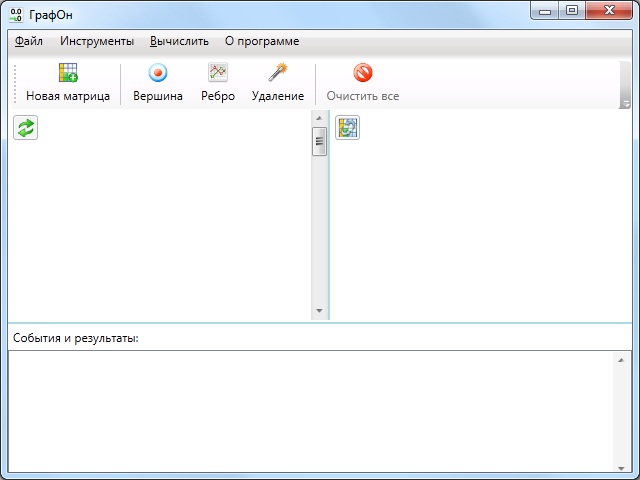 ГрафОн
Файл Инструменты Вычислить О программе
Новая матрица Вершина Ребро Удаление Очистить все
События и результаты: